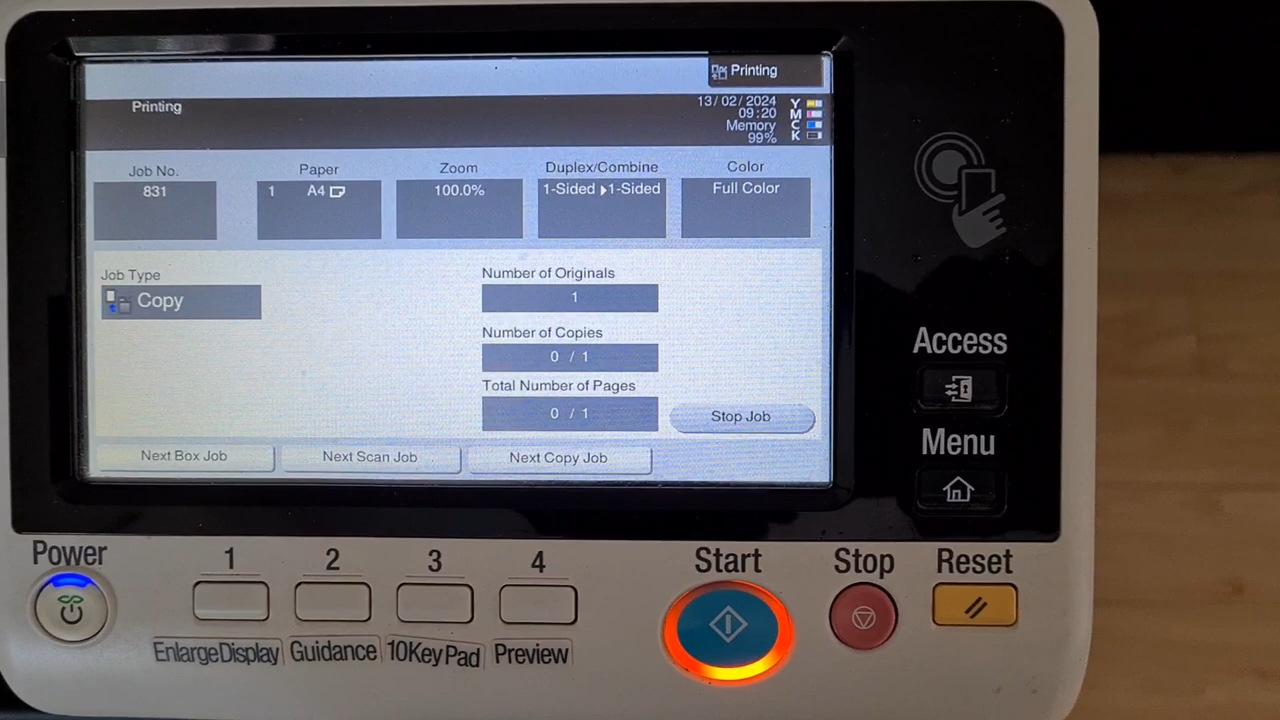 Printing
Printing
13/02/2024
09:20
Memory
99%
Y
M
C
K
Job No. Paper Zoom Duplex/Combine Color
831 1 A4 100.0% 1-Sided 1-Sided Full Color
Job Type
Copy
Number of Originals
1
Number of Copies
0 / 1
Total Number of Pages
0 / 1
Stop Job
Next Box Job Next Scan Job Next Copy Job
Access
Menu
Power 1 2 3 4 Start Stop Reset
Enlarge Display Guidance 10 Key Pad Preview